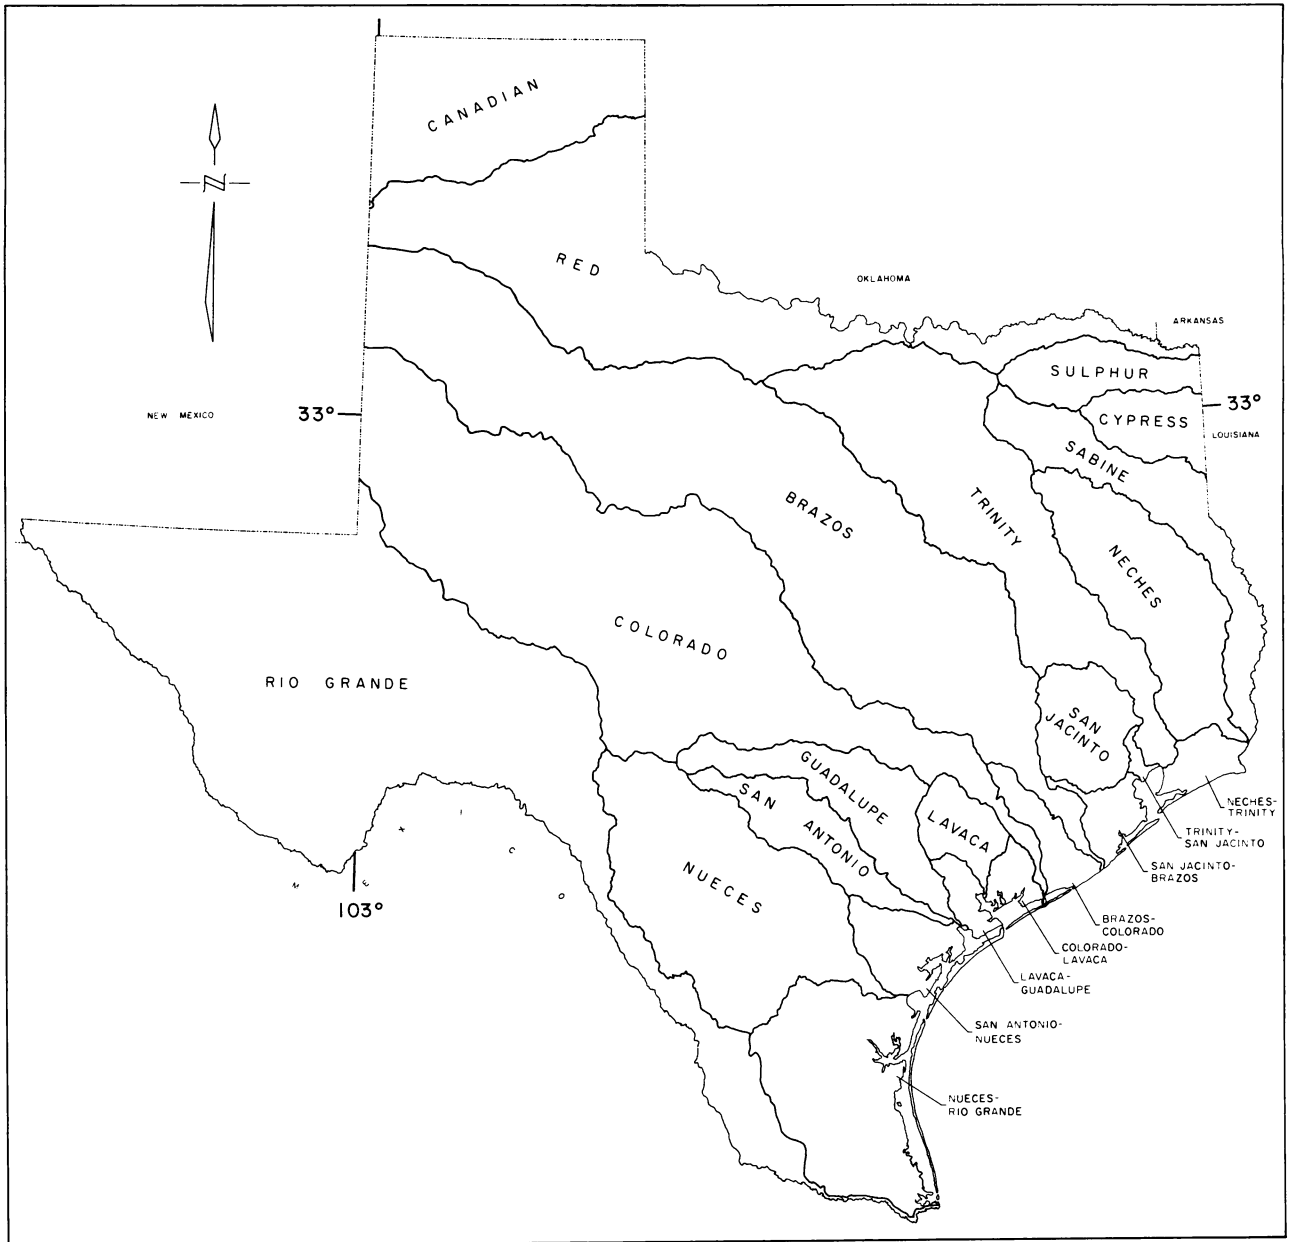 CANADIAN
N
RED
OKLAHOMA
ARKANSAS
SULPHUR
NEW MEXICO
33°
33°
CYPRESS
LOUISIANA
SABINE
BRAZOS
TRINITY
NECHES
COLORADO
RIO GRANDE
SAN
JACINTO
GUADALUPE
SAN
ANTONIO
LAVACA
NECHES-
TRINITY
TRINITY-
SAN JACINTO
SAN JACINTO-
BRAZOS
NUECES
MEXICO
103°
BRAZOS-
COLORADO
COLORADO-
LAVACA
LAVACA-
GUADALUPE
SAN ANTONIO-
NUECES
NUECES-
RIO GRANDE